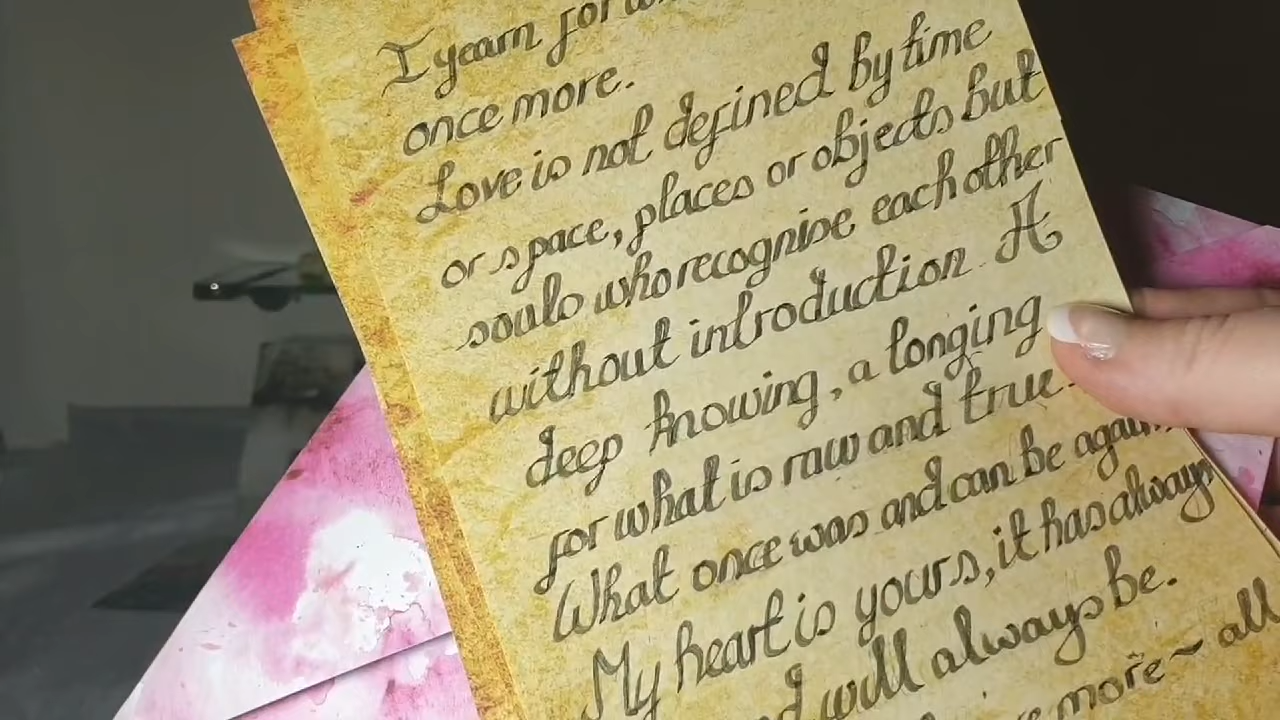 I yearn for
once more.
Love is not defined by time
or space, places or objects but
souls who recognise each other
without introduction. A
deep knowing, a longing
for what is raw and true.
What once was and can be again.
My heart is yours, it has always
and will always be.
more ~ all